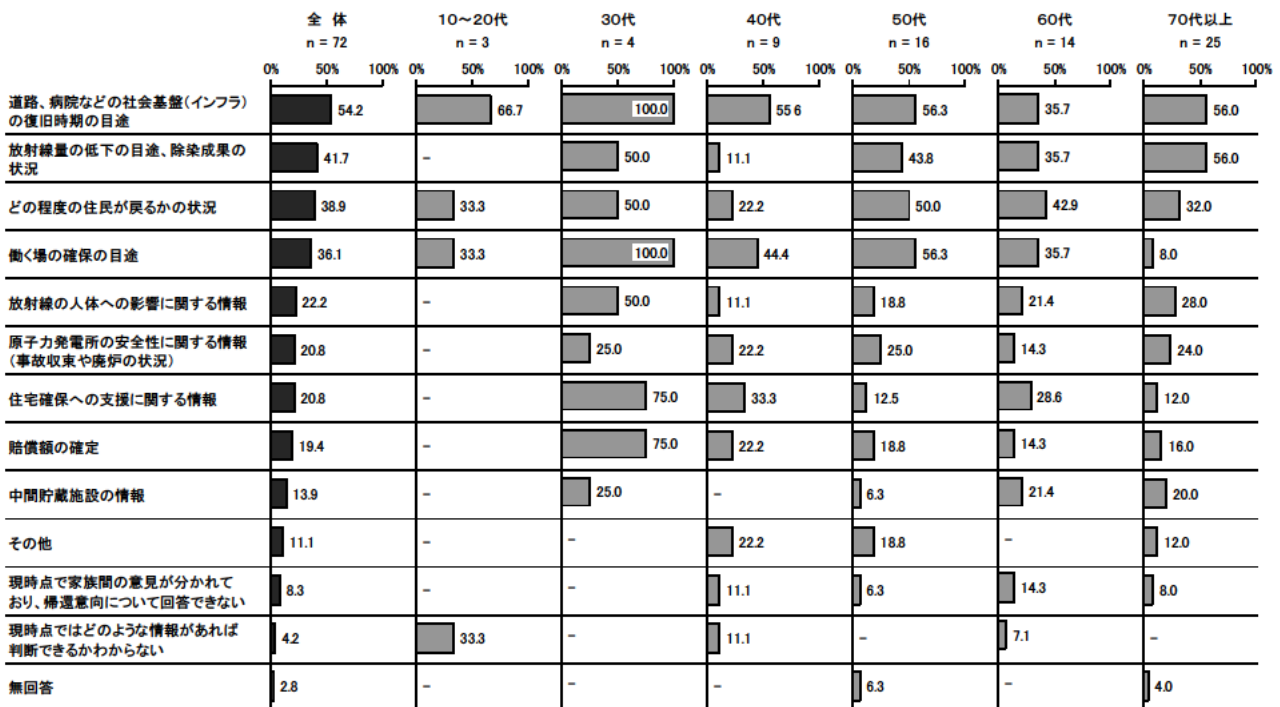 全 体 10～20代 30代 40代 50代 60代 70代以上
n = 72 n = 3 n = 4 n = 9 n = 16 n = 14 n = 25
0% 50% 100% 0% 50% 100% 0% 50% 100% 0% 50% 100% 0% 50% 100% 0% 50% 100% 0% 50% 100%
道路、病院などの社会基盤（インフラ）
の復旧時期の目途
54.2 66.7 100.0 55 6 56.3 35.7 56.0
放射線量の低下の目途、除染成果の
状況
41.7 － 50.0 11.1 43.8 35.7 56.0
どの程度の住民が戻るかの状況 38.9 33.3 50.0 22.2 50.0 42.9 32.0
働く場の確保の目途 36.1 33.3 100.0 44.4 56.3 35.7 8.0
放射線の人体への影響に関する情報 22.2 － 50.0 11.1 18.8 21.4 28.0
原子力発電所の安全性に関する情報
（事故収束や廃炉の状況）
20.8 － 25.0 22.2 25.0 14.3 24.0
住宅確保への支援に関する情報 20.8 － 75.0 33.3 12.5 28.6 12.0
賠償額の確定 19.4 － 75.0 22.2 18.8 14.3 16.0
中間貯蔵施設の情報 13.9 － 25.0 － 6.3 21.4 20.0
その他 11.1 － － 22.2 18.8 － 12.0
現時点で家族間の意見が分かれて
おり、帰還意向について回答できない
8.3 － － 11.1 6.3 14.3 8.0
現時点ではどのような情報があれば
判断できるかわからない
4.2 33.3 － 11.1 － 7.1 －
無回答 2.8 － － － 6.3 － 4.0